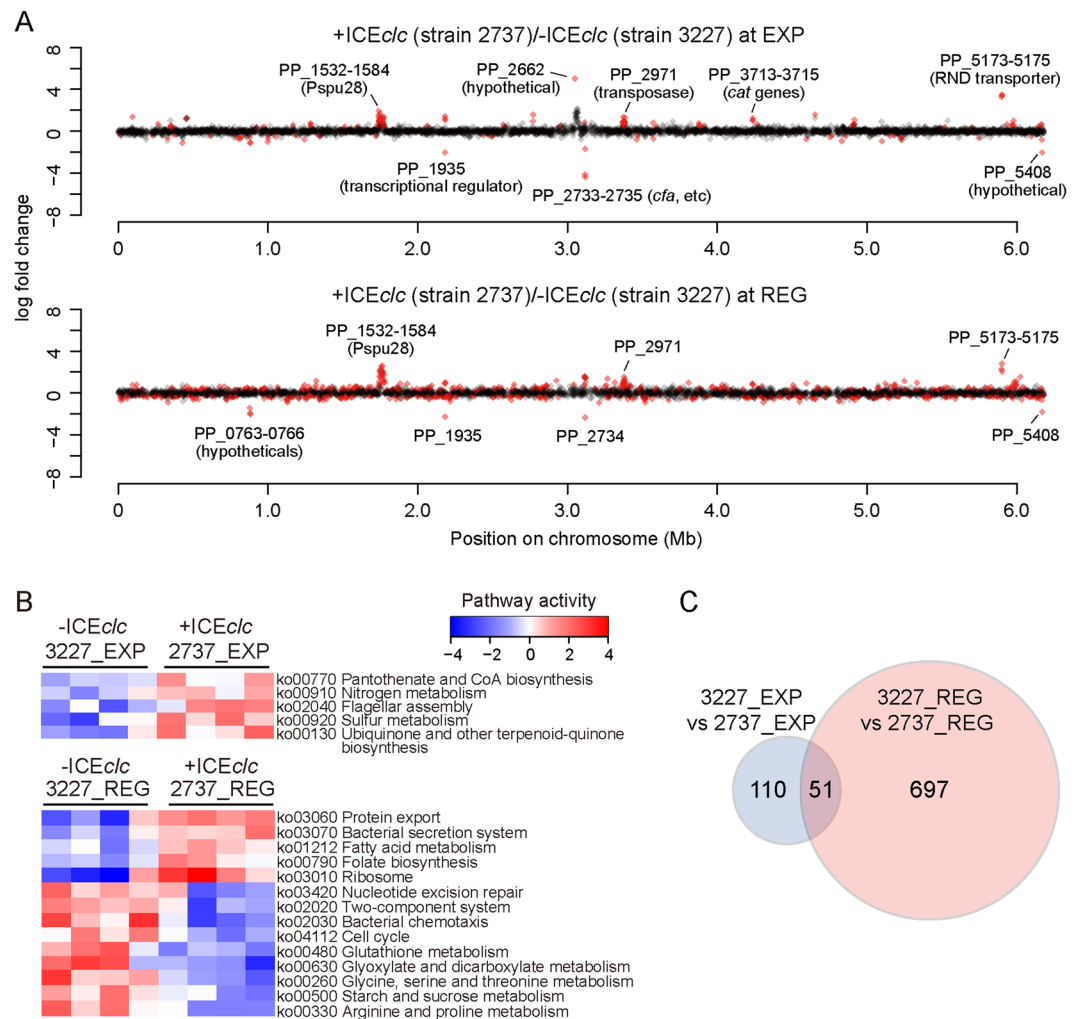 A
+ICEclc (strain 2737)/-ICEclc (strain 3227) at EXP
log fold change
8
4
0
-4
-8
PP_1532-1584
(Pspu28)
PP_2662
(hypothetical)
PP_2971
(transposase)
PP_3713-3715
(cat genes)
PP_5173-5175
(RND transporter)
PP_1935
(transcriptional regulator)
PP_2733-2735 (cfa, etc)
PP_5408
(hypothetical)
0 1.0 2.0 3.0 4.0 5.0 6.0
+ICEclc (strain 2737)/-ICEclc (strain 3227) at REG
8
4
0
-4
-8
PP_1532-1584
(Pspu28)
PP_2971
PP_5173-5175
PP_0763-0766
(hypotheticals)
PP_1935
PP_2734
PP_5408
0 1.0 2.0 3.0 4.0 5.0 6.0
Position on chromosome (Mb)
B
Pathway activity
−4 −2 0 2 4
-ICEclc +ICEclc
3227_EXP 2737_EXP
ko00770 Pantothenate and CoA biosynthesis
ko00910 Nitrogen metabolism
ko02040 Flagellar assembly
ko00920 Sulfur metabolism
ko00130 Ubiquinone and other terpenoid-quinone
biosynthesis
-ICEclc +ICEclc
3227_REG 2737_REG
ko03060 Protein export
ko03070 Bacterial secretion system
ko01212 Fatty acid metabolism
ko00790 Folate biosynthesis
ko03010 Ribosome
ko03420 Nucleotide excision repair
ko02020 Two-component system
ko02030 Bacterial chemotaxis
ko04112 Cell cycle
ko00480 Glutathione metabolism
ko00630 Glyoxylate and dicarboxylate metabolism
ko00260 Glycine, serine and threonine metabolism
ko00500 Starch and sucrose metabolism
ko00330 Arginine and proline metabolism
C
3227_EXP
vs 2737_EXP
3227_REG
vs 2737_REG
110 51 697